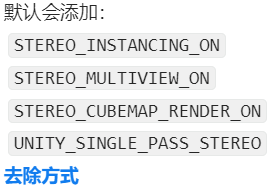 默认会添加：
STEREO_INSTANCING_ON
STEREO_MULTIVIEW_ON
STEREO_CUBEMAP_RENDER_ON
UNITY_SINGLE_PASS_STEREO
去除方式